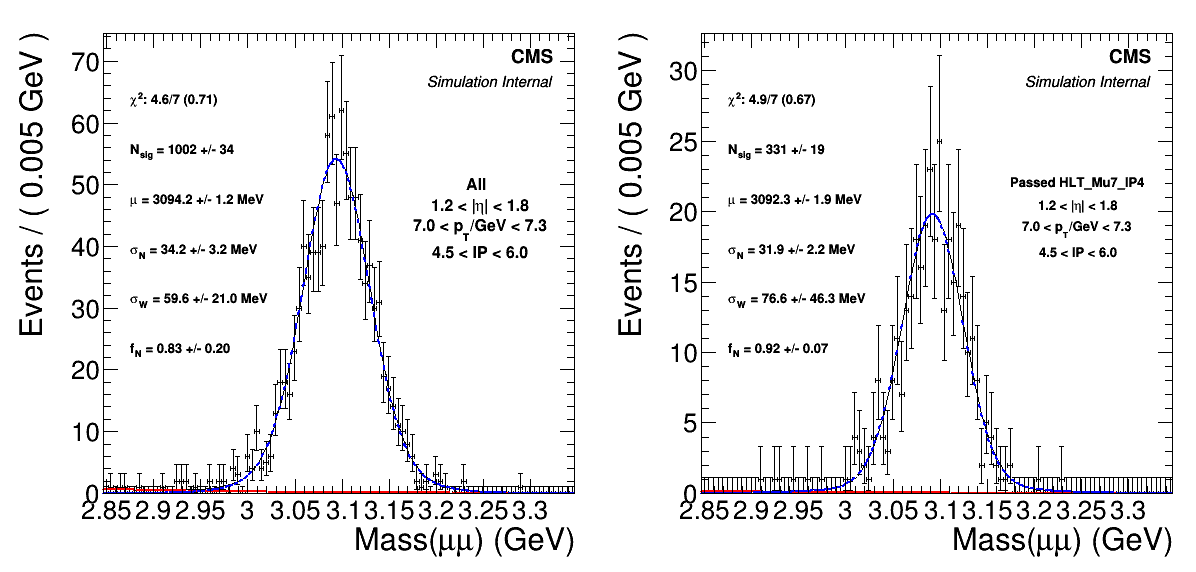 Events / ( 0.005 GeV )
70
60
50
40
30
20
10
0
CMS
Simulation Internal
χ²: 4.6/7 (0.71)
N_sig = 1002 +/- 34
μ = 3094.2 +/- 1.2 MeV
σ_N = 34.2 +/- 3.2 MeV
σ_W = 59.6 +/- 21.0 MeV
f_N = 0.83 +/- 0.20
All
1.2 < |η| < 1.8
7.0 < p_T/GeV < 7.3
4.5 < IP < 6.0
2.85 2.9 2.95 3 3.05 3.1 3.15 3.2 3.25 3.3
Mass(μμ) (GeV)
Events / ( 0.005 GeV )
30
25
20
15
10
5
0
CMS
Simulation Internal
χ²: 4.9/7 (0.67)
N_sig = 331 +/- 19
μ = 3092.3 +/- 1.9 MeV
σ_N = 31.9 +/- 2.2 MeV
σ_W = 76.6 +/- 46.3 MeV
f_N = 0.92 +/- 0.07
Passed HLT_Mu7_IP4
1.2 < |η| < 1.8
7.0 < p_T/GeV < 7.3
4.5 < IP < 6.0
2.85 2.9 2.95 3 3.05 3.1 3.15 3.2 3.25 3.3
Mass(μμ) (GeV)